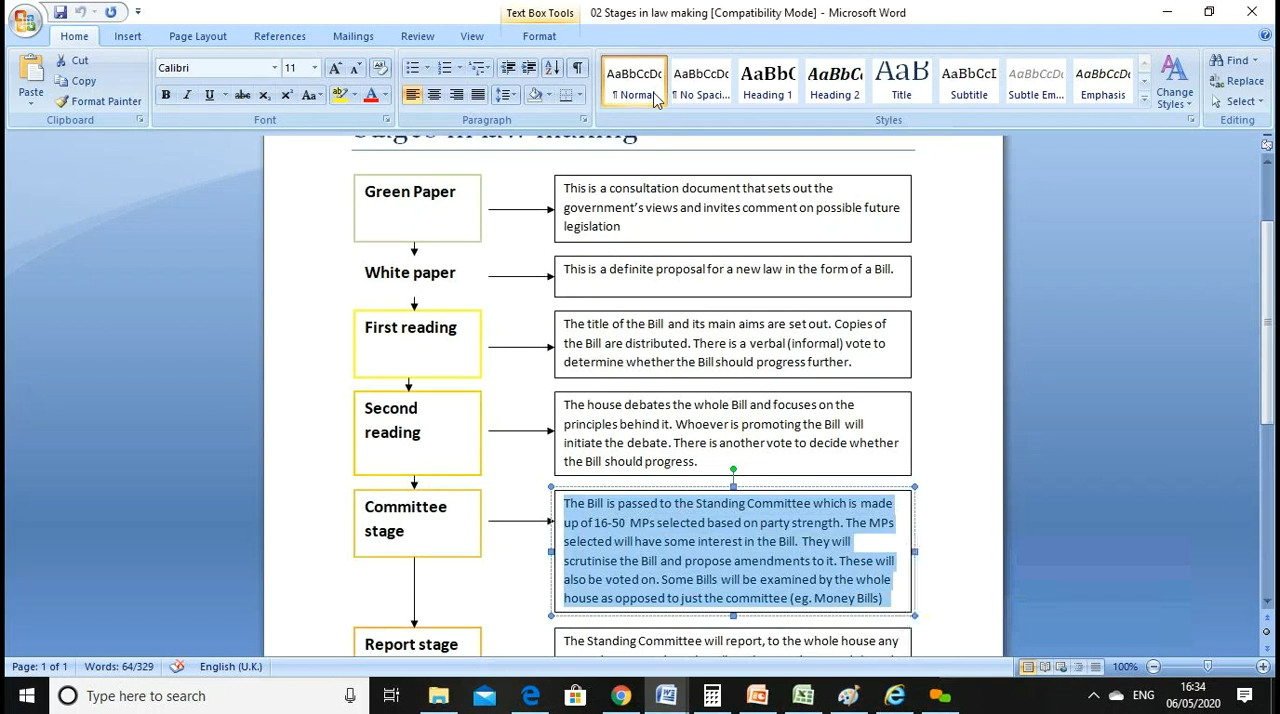 Text Box Tools
02 Stages in law making [Compatibility Mode] - Microsoft Word
Home Insert Page Layout References Mailings Review View Format
Paste
Cut
Copy
Format Painter
Clipboard
Calibri 11
B I U abc x₂ x² Aa
Font
Paragraph
AaBbCcDc AaBbCcDc AaBbC AaBbCc AaB AaBbCcI AaBbCcDc AaBbCcDc
¶ Normal ¶ No Spaci... Heading 1 Heading 2 Title Subtitle Subtle Em... Emphasis
Change Styles
Styles
Find
Replace
Select
Editing
Stages in law making
Green Paper
This is a consultation document that sets out the
government's views and invites comment on possible future
legislation
White paper
This is a definite proposal for a new law in the form of a Bill.
First reading
The title of the Bill and its main aims are set out. Copies of
the Bill are distributed. There is a verbal (informal) vote to
determine whether the Bill should progress further.
Second
reading
The house debates the whole Bill and focuses on the
principles behind it. Whoever is promoting the Bill will
initiate the debate. There is another vote to decide whether
the Bill should progress.
Committee
stage
The Bill is passed to the Standing Committee which is made
up of 16-50 MPs selected based on party strength. The MPs
selected will have some interest in the Bill. They will
scrutinise the Bill and propose amendments to it. These will
also be voted on. Some Bills will be examined by the whole
house as opposed to just the committee (eg. Money Bills)
Report stage
The Standing Committee will report, to the whole house any
Page: 1 of 1 Words: 64/329 English (U.K.) 100%
Type here to search
ENG
16:34
06/05/2020